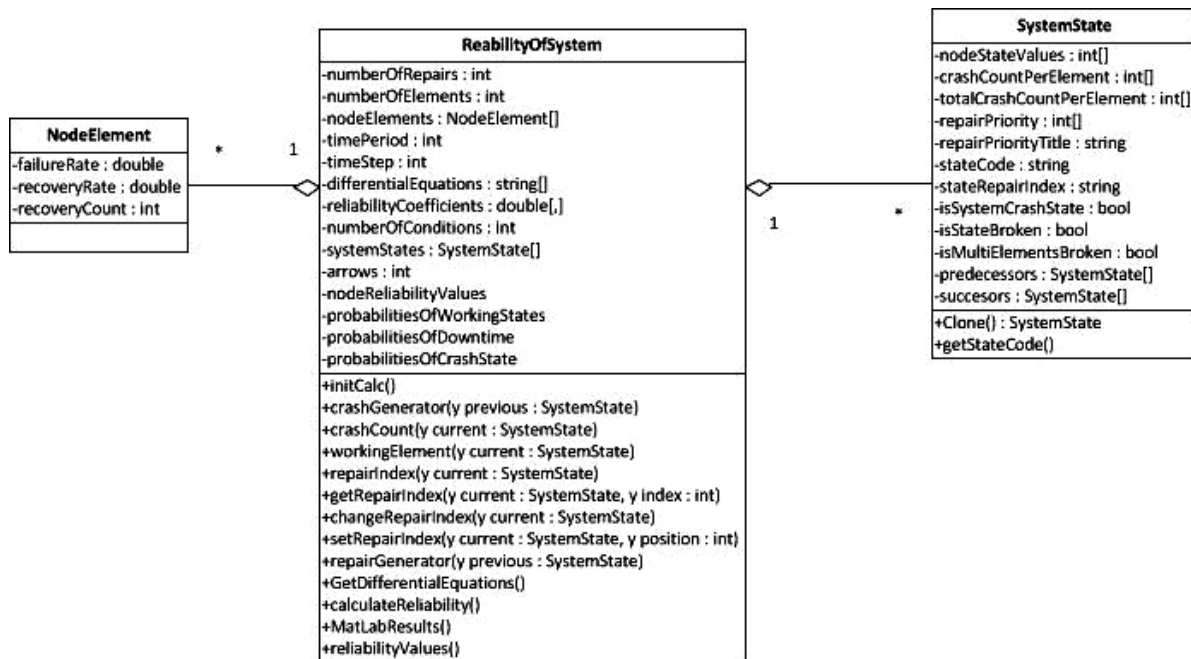 NodeElement
-failureRate : double
-recoveryRate : double
-recoveryCount : int
*
1
ReabilityOfSystem
-numberOfRepairs : int
-numberOfElements : int
-nodeElements : NodeElement[]
-timePeriod : int
-timeStep : int
-differentialEquations : string[]
-reliabilityCoefficients : double[,]
-numberOfConditions : int
-systemStates : SystemState[]
-arrows : int
-nodeReliabilityValues
-probabilitiesOfWorkingStates
-probabilitiesOfDowntime
-probabilitiesOfCrashState
+initCalc()
+crashGenerator(y previous : SystemState)
+crashCount(y current : SystemState)
+workingElement(y current : SystemState)
+repairIndex(y current : SystemState)
+getRepairIndex(y current : SystemState, y index : int)
+changeRepairIndex(y current : SystemState)
+setRepairIndex(y current : SystemState, y position : int)
+repairGenerator(y previous : SystemState)
+GetDifferentialEquations()
+calculateReliability()
+MatLabResults()
+reliabilityValues()
1
*
SystemState
-nodeStateValues : int[]
-crashCountPerElement : int[]
-totalCrashCountPerElement : int[]
-repairPriority : int[]
-repairPriorityTitle : string
-stateCode : string
-stateRepairIndex : string
-isSystemCrashState : bool
-isStateBroken : bool
-isMultiElementsBroken : bool
-predecessors : SystemState[]
-succesors : SystemState[]
+Clone() : SystemState
+getStateCode()